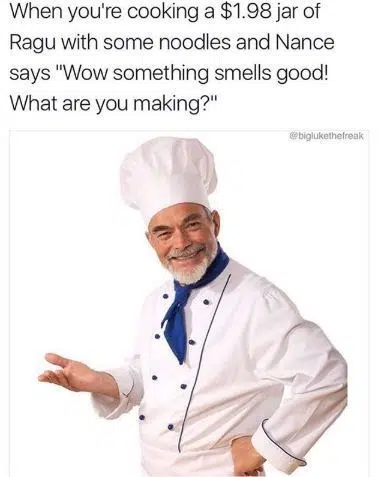 When you're cooking a $1.98 jar of
Ragu with some noodles and Nance
says "Wow something smells good!
What are you making?"
@biglukethefreak